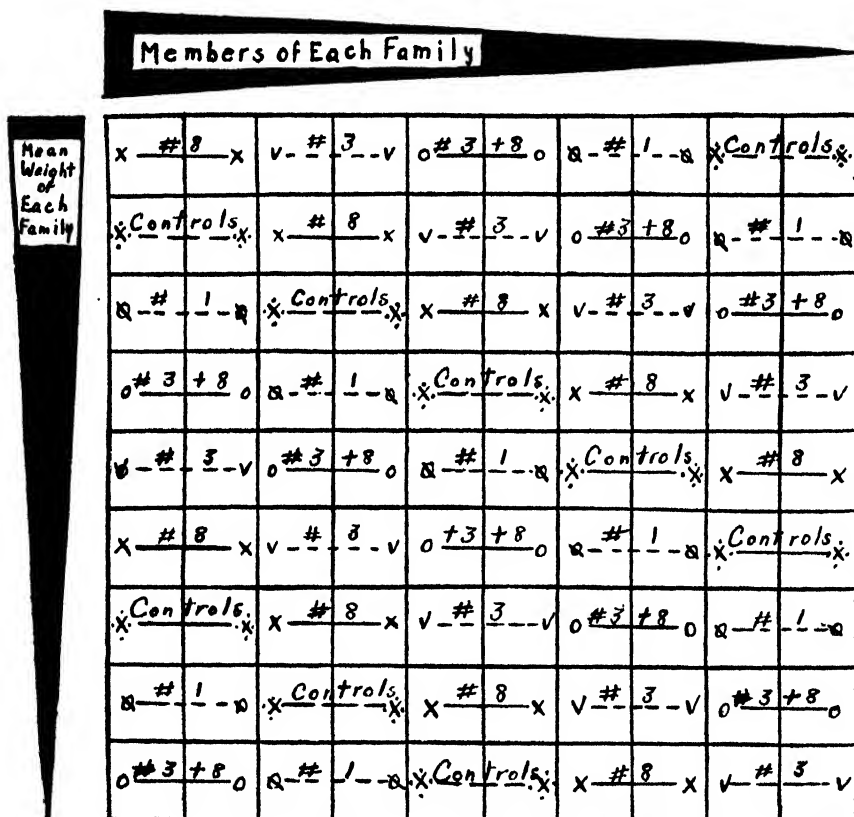 Members of Each Family
Mean
Weight
of
Each
Family
# 8 # 3 # 3 + 8 # 1 Controls
Controls # 8 # 3 #3 + 8 # 1
# 1 Controls # 8 # 3 #3 + 8
# 3 + 8 # 1 Controls # 8 # 3
# 3 #3 + 8 # 1 Controls # 8
# 8 # 3 +3 + 8 # 1 Controls
Controls # 8 # 3 #3 + 8 # 1
# 1 Controls # 8 # 3 #3 + 8
#3 + 8 # 1 Controls # 8 # 3